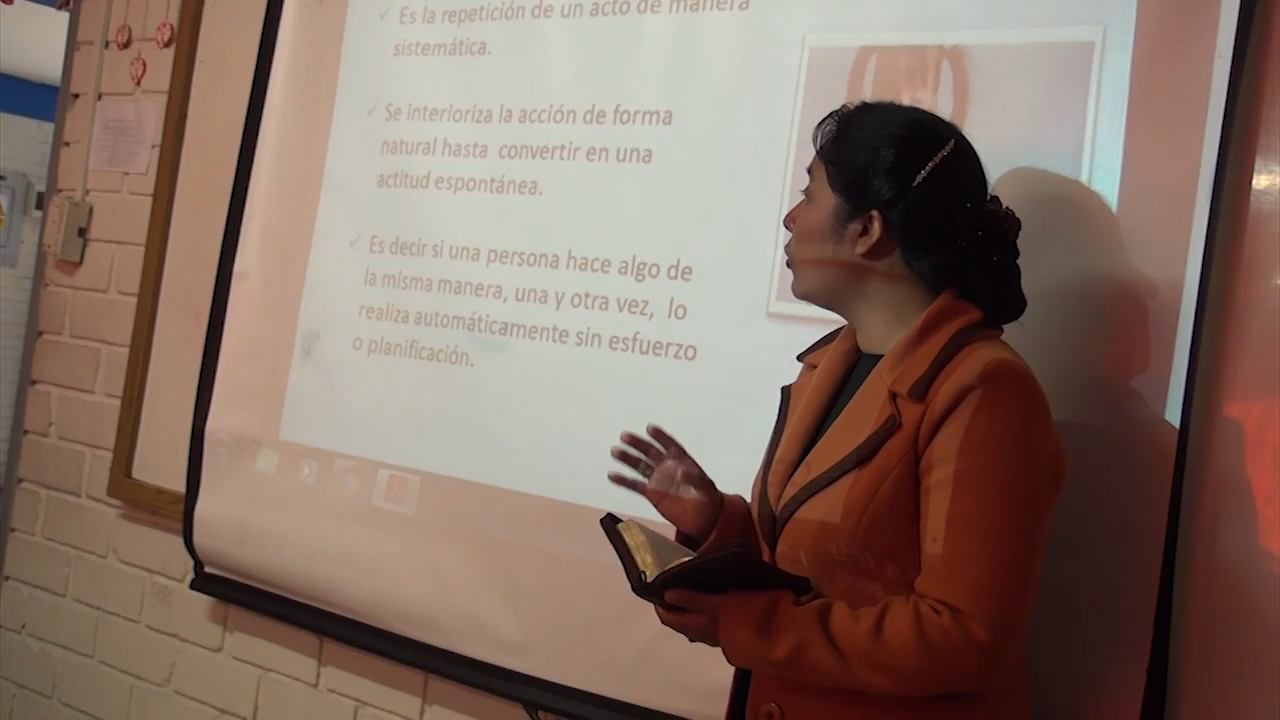 ✓ Es la repetición de un acto de manera
sistemática.
✓ Se interioriza la acción de forma
natural hasta convertir en una
actitud espontánea.
✓ Es decir si una persona hace algo de
la misma manera, una y otra vez, lo
realiza automáticamente sin esfuerzo
o planificación.